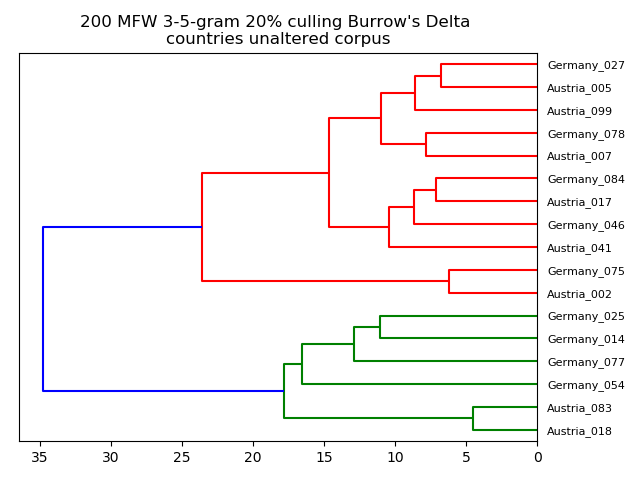 200 MFW 3-5-gram 20% culling Burrow's Delta
countries unaltered corpus
Germany_027
Austria_005
Austria_099
Germany_078
Austria_007
Germany_084
Austria_017
Germany_046
Austria_041
Germany_075
Austria_002
Germany_025
Germany_014
Germany_077
Germany_054
Austria_083
Austria_018
35 30 25 20 15 10 5 0